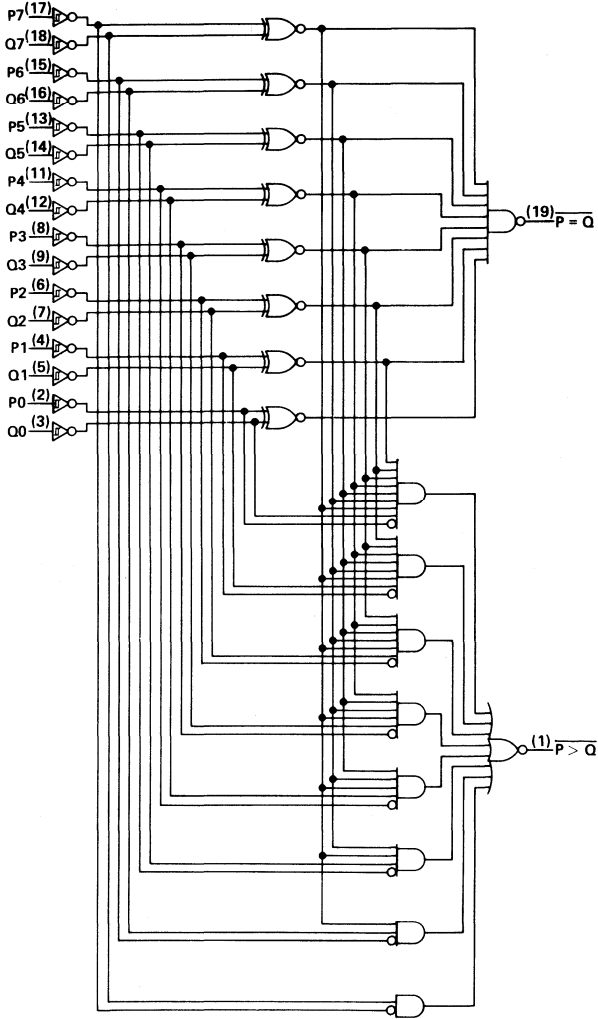 P7 (17)
Q7 (18)
P6 (15)
Q6 (16)
P5 (13)
Q5 (14)
P4 (11)
Q4 (12)
P3 (8)
Q3 (9)
P2 (6)
Q2 (7)
P1 (4)
Q1 (5)
P0 (2)
Q0 (3)
(19) P = Q
(1) P > Q